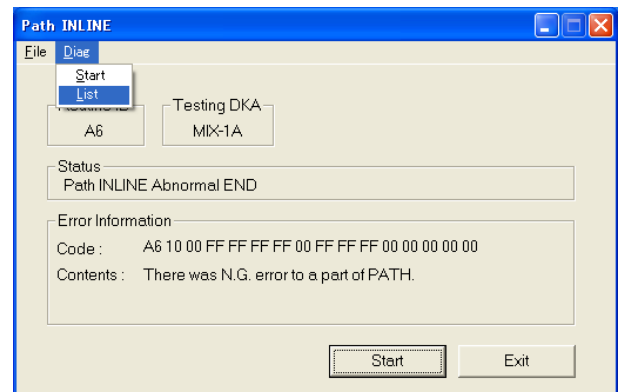 Path INLINE
File Diag
Start
List
Testing DKA
A6
MIX-1A
Status
Path INLINE Abnormal END
Error Information
Code : A6 10 00 FF FF FF FF 00 FF FF FF 00 00 00 00 00
Contents : There was N.G. error to a part of PATH.
Start Exit